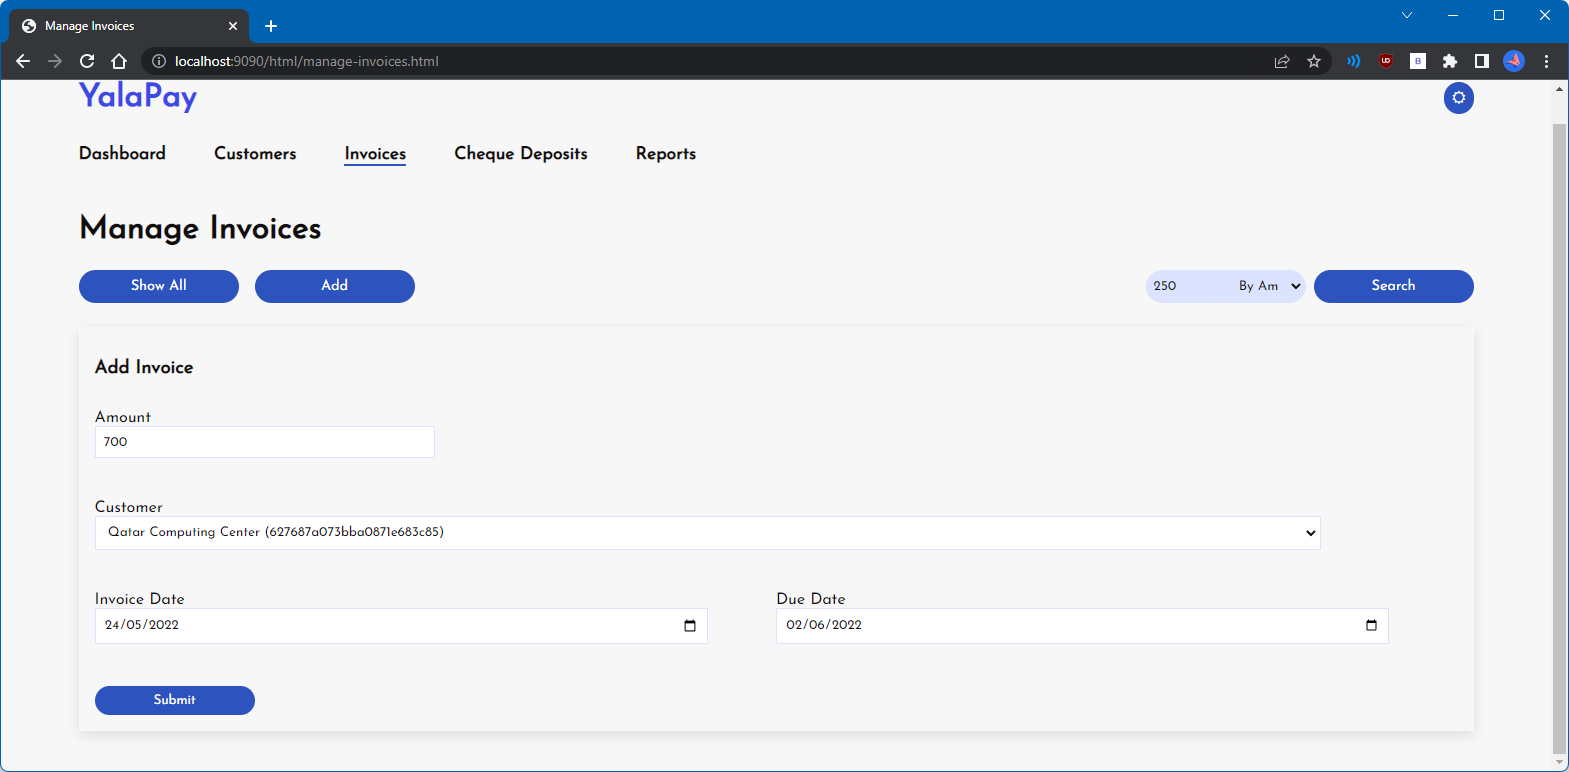 Manage Invoices
localhost:9090/html/manage-invoices.html
YalaPay
Dashboard Customers Invoices Cheque Deposits Reports
Manage Invoices
Show All Add 250 By Am Search
Add Invoice
Amount
700
Customer
Qatar Computing Center (627687a073bba0871e683c85)
Invoice Date Due Date
24/05/2022 02/06/2022
Submit